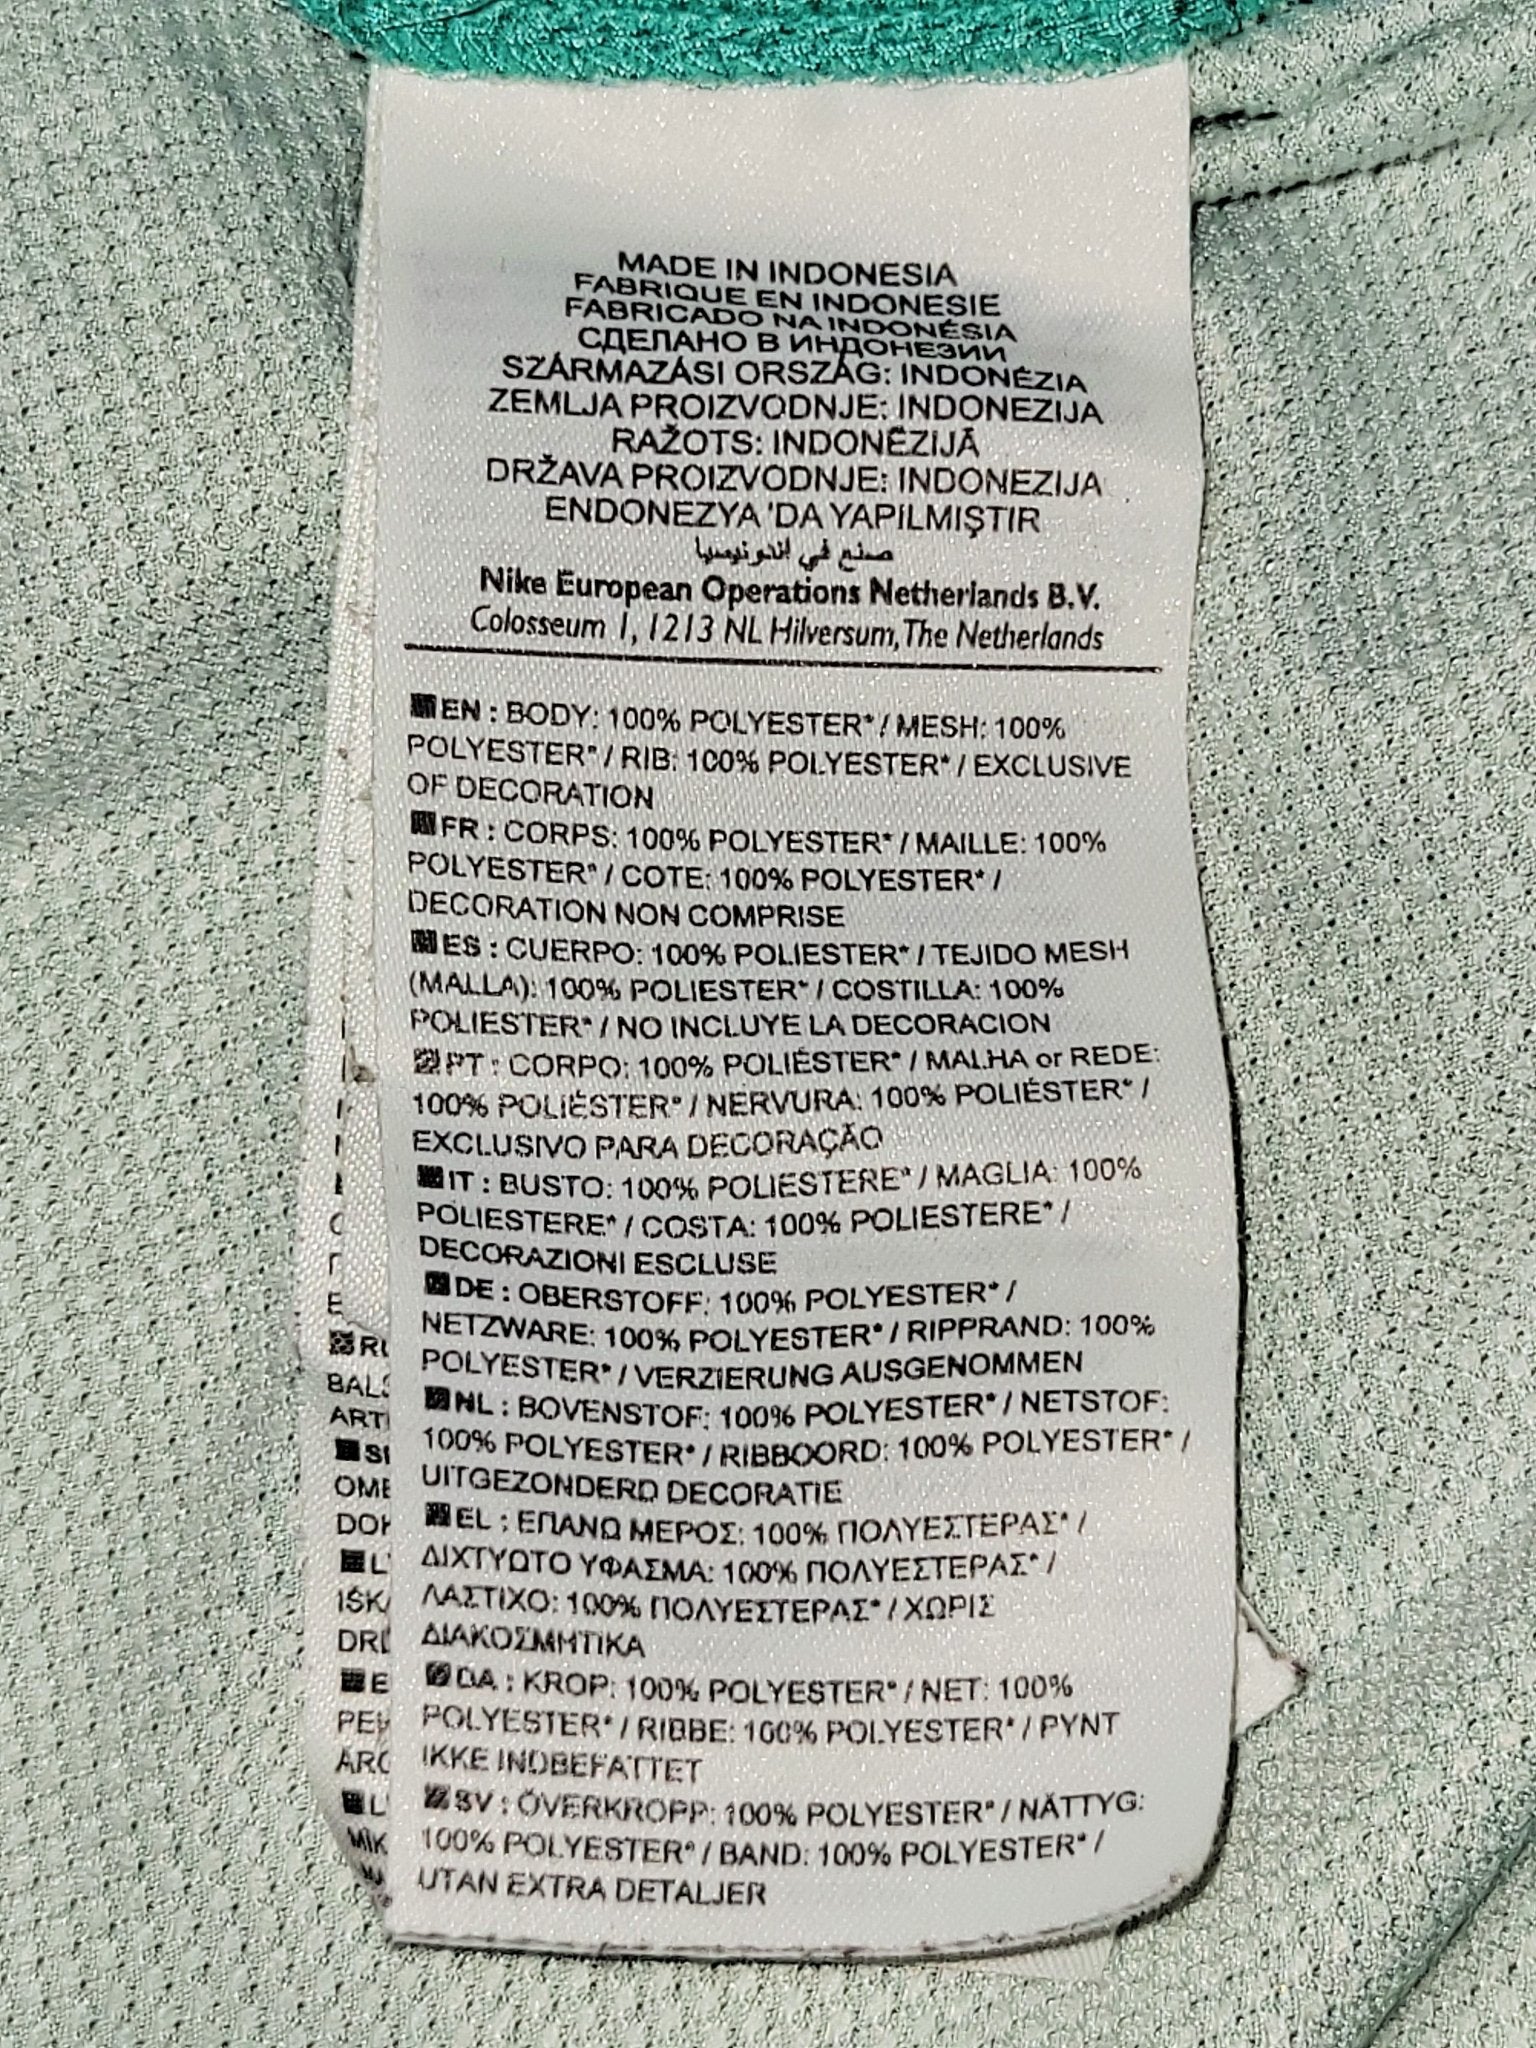 MADE IN INDONESIA
FABRIQUE EN INDONESIE
FABRICADO NA INDONÉSIA
СДЕЛАНО В ИНДОНЕЗИИ
SZÁRMAZÁSI ORSZÁG: INDONÉZIA
ZEMLJA PROIZVODNJE: INDONEZIJA
RAŽOTS: INDONĒZIJĀ
DRŽAVA PROIZVODNJE: INDONEZIJA
ENDONEZYA 'DA YAPILMIŞTIR
صنع في إندونيسيا
Nike European Operations Netherlands B.V.
Colosseum 1, 1213 NL Hilversum, The Netherlands
EN : BODY: 100% POLYESTER* / MESH: 100%
POLYESTER* / RIB: 100% POLYESTER* / EXCLUSIVE
OF DECORATION
FR : CORPS: 100% POLYESTER* / MAILLE: 100%
POLYESTER* / COTE: 100% POLYESTER* /
DECORATION NON COMPRISE
ES : CUERPO: 100% POLIESTER* / TEJIDO MESH
(MALLA): 100% POLIESTER* / COSTILLA: 100%
POLIESTER* / NO INCLUYE LA DECORACION
PT : CORPO: 100% POLIÉSTER* / MALHA or REDE:
100% POLIÉSTER* / NERVURA: 100% POLIÉSTER* /
EXCLUSIVO PARA DECORAÇÃO
IT : BUSTO: 100% POLIESTERE* / MAGLIA: 100%
POLIESTERE* / COSTA: 100% POLIESTERE* /
DECORAZIONI ESCLUSE
DE : OBERSTOFF: 100% POLYESTER* /
NETZWARE: 100% POLYESTER* / RIPPRAND: 100%
POLYESTER* / VERZIERUNG AUSGENOMMEN
NL : BOVENSTOF: 100% POLYESTER* / NETSTOF:
100% POLYESTER* / RIBBOORD: 100% POLYESTER* /
UITGEZONDERD DECORATIE
EL : ΕΠΑΝΩ ΜΕΡΟΣ: 100% ΠΟΛΥΕΣΤΕΡΑΣ* /
ΔΙΧΤΥΩΤΟ ΥΦΑΣΜΑ: 100% ΠΟΛΥΕΣΤΕΡΑΣ* /
ΛΑΣΤΙΧΟ: 100% ΠΟΛΥΕΣΤΕΡΑΣ* / ΧΩΡΙΣ
ΔΙΑΚΟΣΜΗΤΙΚΑ
DA : KROP: 100% POLYESTER* / NET: 100%
POLYESTER* / RIBBE: 100% POLYESTER* / PYNT
IKKE INDBEFATTET
SV : ÖVERKROPP: 100% POLYESTER* / NÄTTYG:
100% POLYESTER* / BAND: 100% POLYESTER* /
UTAN EXTRA DETALJER